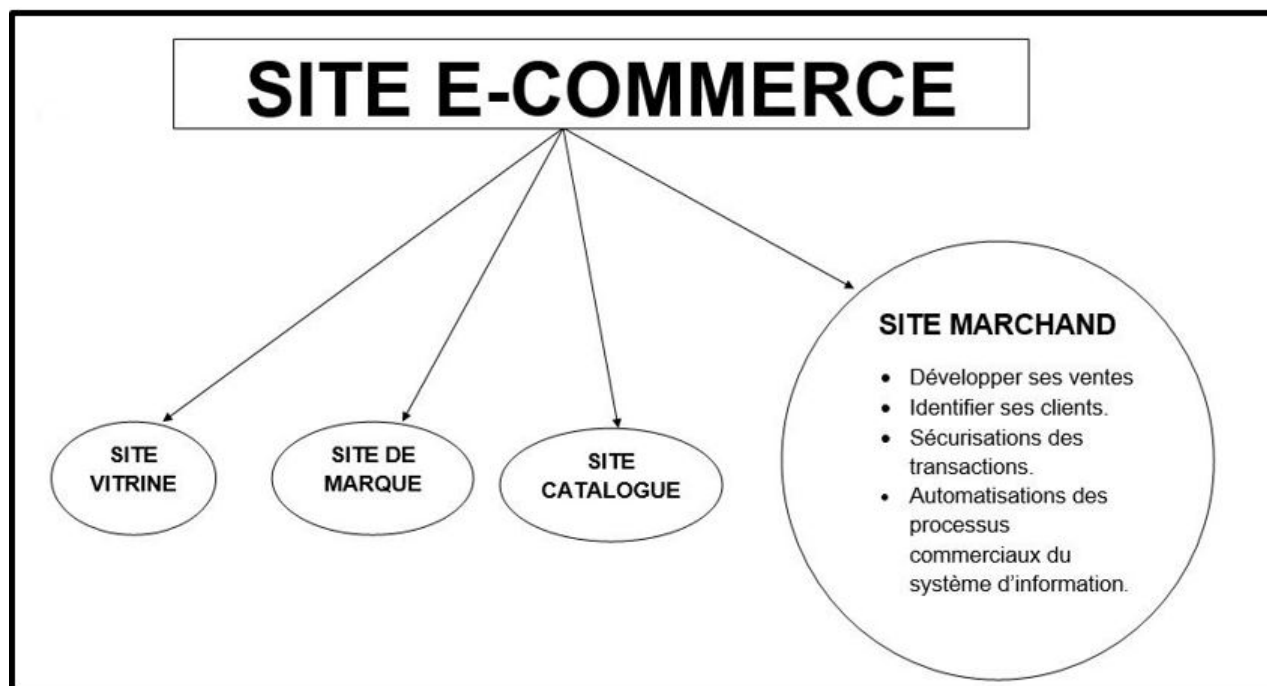 SITE E-COMMERCE
SITE
VITRINE
SITE DE
MARQUE
SITE
CATALOGUE
SITE MARCHAND
• Développer ses ventes
• Identifier ses clients.
• Sécurisations des
transactions.
• Automatisations des
processus
commerciaux du
système d'information.